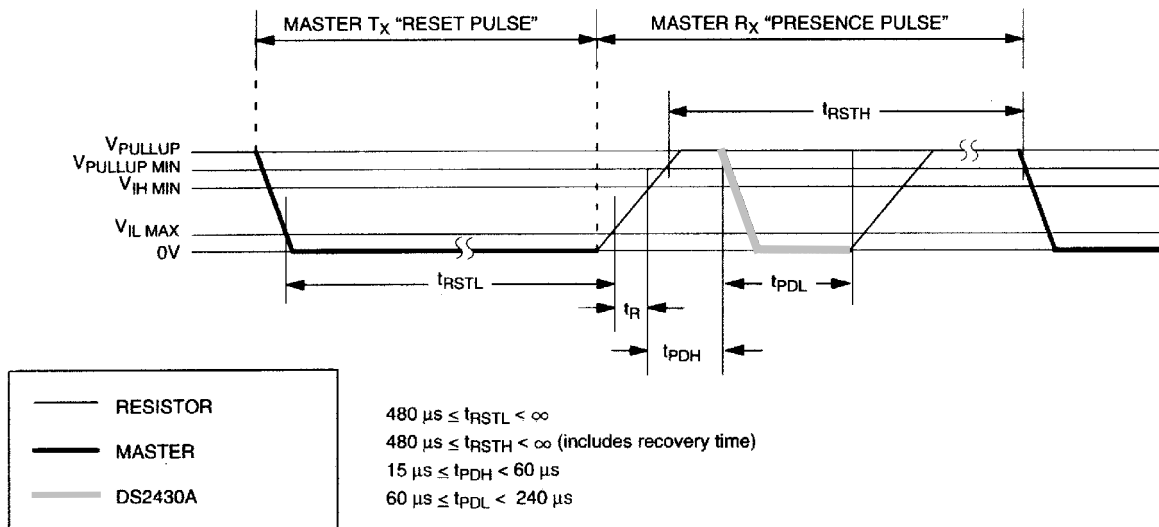 MASTER TX “RESET PULSE”
MASTER RX “PRESENCE PULSE”
tRSTH
VPULLUP
VPULLUP MIN
VIH MIN
VIL MAX
0V
tRSTL
tR
tPDL
tPDH
RESISTOR
MASTER
DS2430A
480 μs ≤ tRSTL < ∞
480 μs ≤ tRSTH < ∞ (includes recovery time)
15 μs ≤ tPDH < 60 μs
60 μs ≤ tPDL < 240 μs